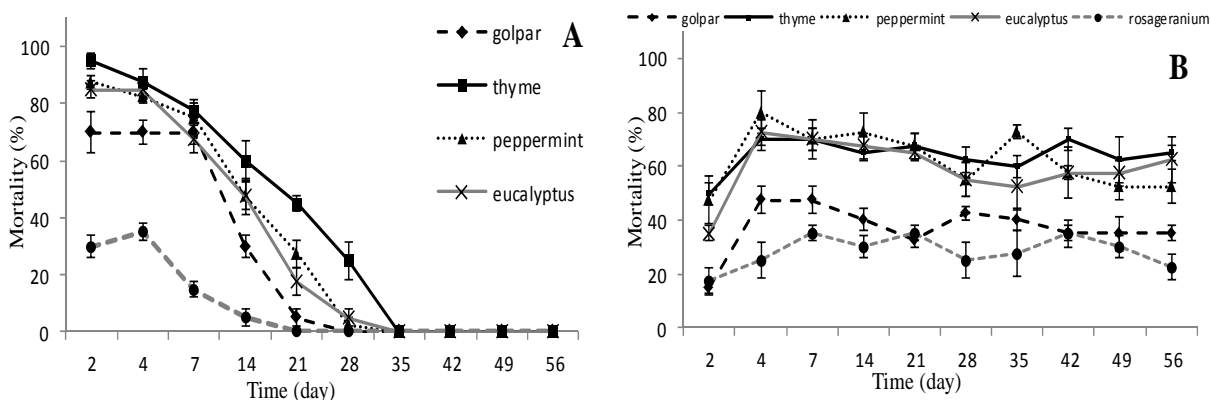 A
golpar
thyme
peppermint
eucalyptus
Mortality (%)
100
80
60
40
20
0
2 4 7 14 21 28 35 42 49 56
Time (day)
golpar thyme peppermint eucalyptus rosageranium
B
Mortality (%)
100
80
60
40
20
0
2 4 7 14 21 28 35 42 49 56
Time (day)